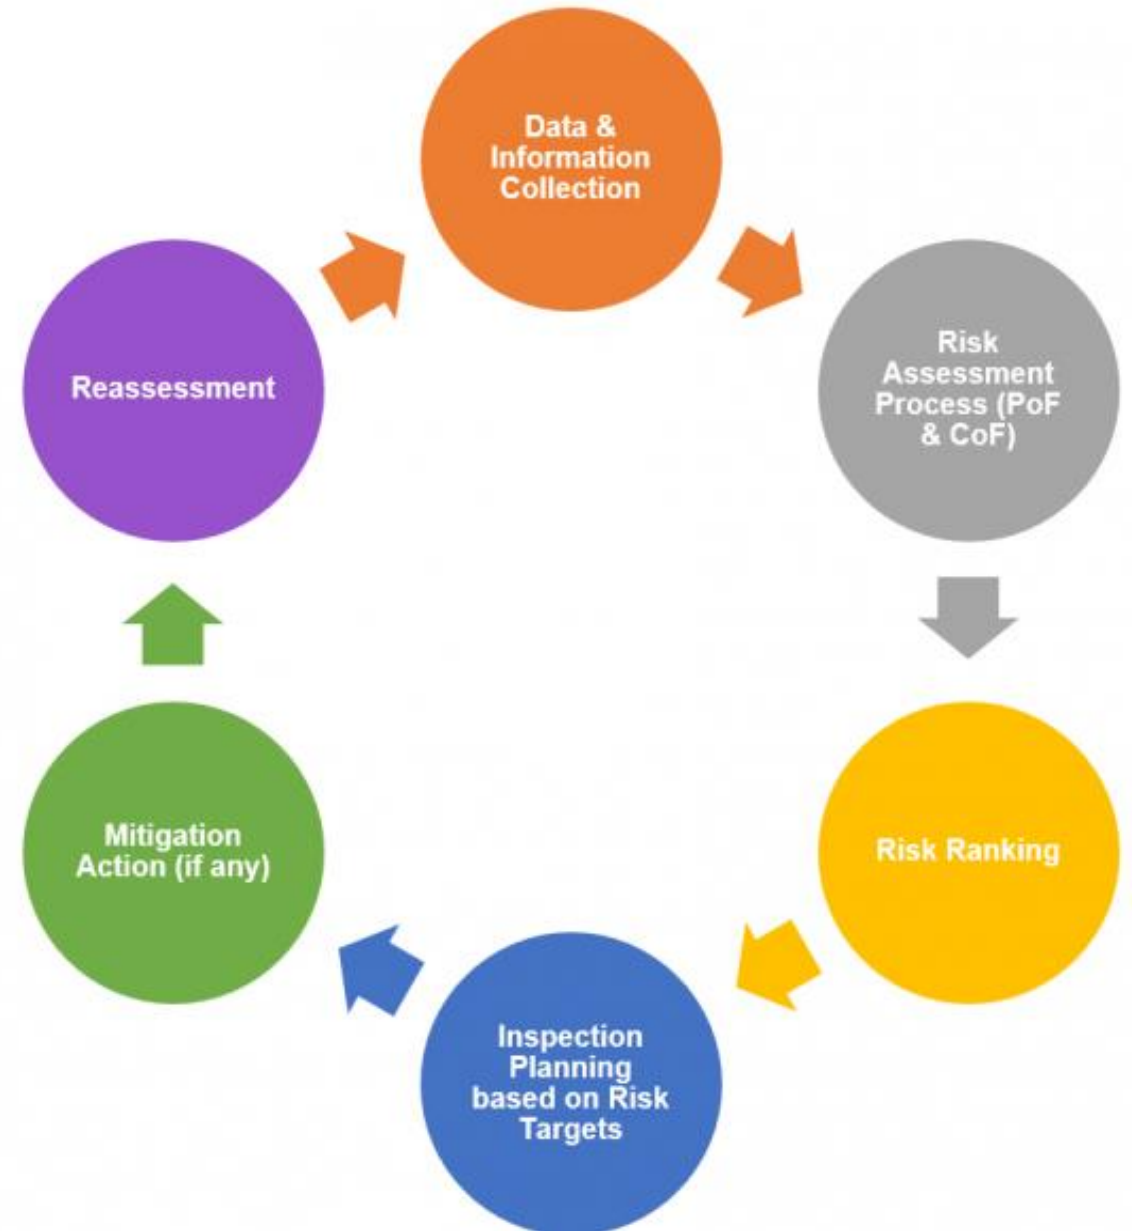 Data &
Information
Collection
Risk
Assessment
Process (PoF
& CoF)
Risk Ranking
Inspection
Planning
based on Risk
Targets
Mitigation
Action (if any)
Reassessment